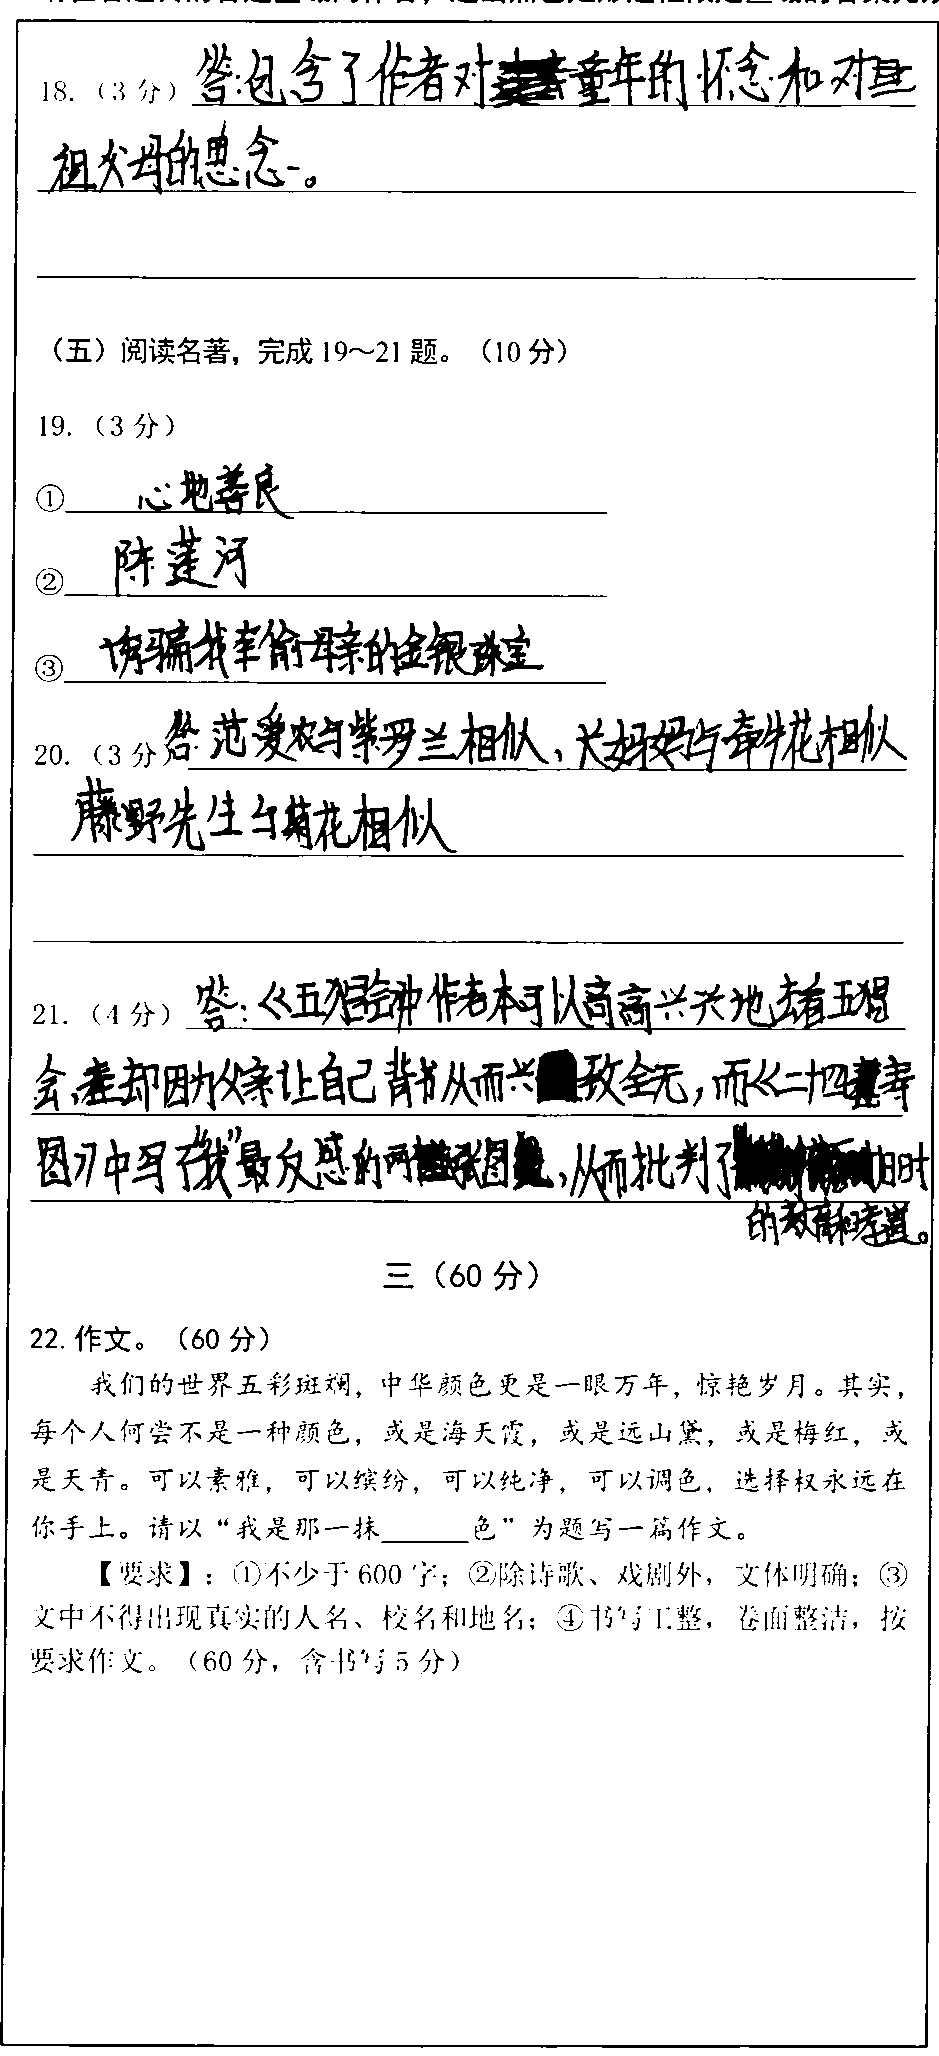 18.（3分）答:包含了作者对童年的怀念和对
祖父母的思念。
（五）阅读名著，完成19～21题。（10分）
19.（3分）
① 心地善良
② 陈莲河
③ 诱骗我去偷母亲的金银珠宝
20.（3分）答:范爱农与紫罗兰相似、长妈妈与牵牛花相似
藤野先生与菊花相似
21.（4分）答:《五猖会》中作者本可以高高兴兴地去看五猖
会,却因为父亲让自己背书从而兴致全无,而《二十四孝
图》中写了“我”最反感的两张图,从而批判了旧时
的教育和孝道。
三（60分）
22.作文。（60分）
我们的世界五彩斑斓，中华颜色更是一眼万年，惊艳岁月。其实，
每个人何尝不是一种颜色，或是海天霞，或是远山黛，或是梅红，或
是天青。可以素雅，可以缤纷，可以纯净，可以调色，选择权永远在
你手上。请以“我是那一抹______色”为题写一篇作文。
【要求】：①不少于600字；②除诗歌、戏剧外，文体明确；③
文中不得出现真实的人名、校名和地名；④书写工整，卷面整洁，按
要求作文。（60分，含书写5分）